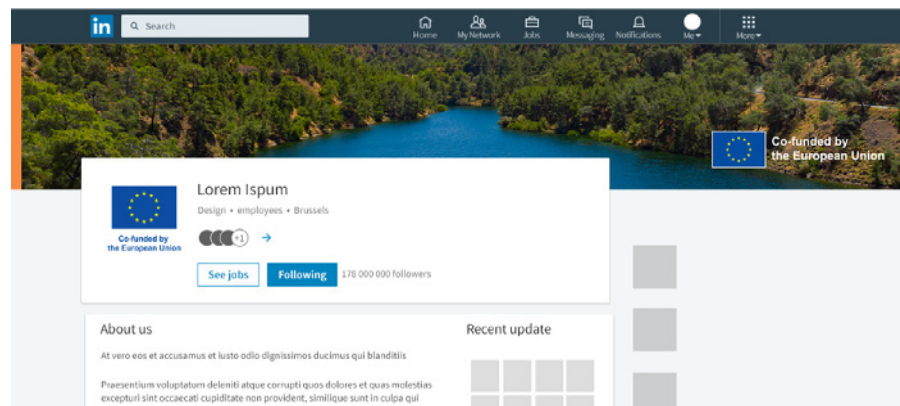 in
Search
Home
My Network
Jobs
Messaging
Notifications
Me
More
Co-funded by
the European Union
Co-funded by
the European Union
Lorem Ispum
Design • employees • Brussels
+1
See jobs
Following
178 000 000 followers
About us
At vero eos et accusamus et iusto odio dignissimos ducimus qui blanditiis
Praesentium voluptatum deleniti atque corrupti quos dolores et quas molestias
excepturi sint occaecati cupiditate non provident, similique sunt in culpa qui
Recent update